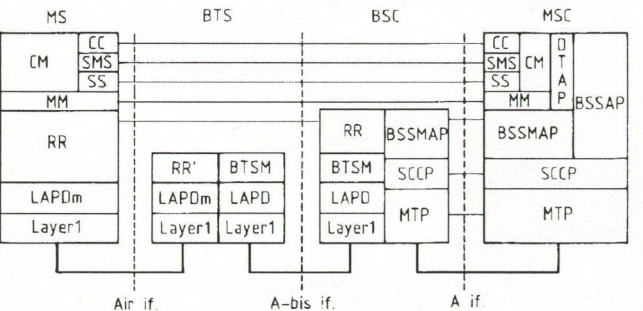 MS BTS BSC MSC
CM CC CC CM DTAP BSSAP
SMS SMS
SS SS
MM MM
RR RR BSSMAP BSSMAP
RR' BTSM BTSM SCCP SCCP
LAPDm LAPDm LAPD LAPD MTP MTP
Layer1 Layer1 Layer1 Layer1
Air if. A-bis if. A if.